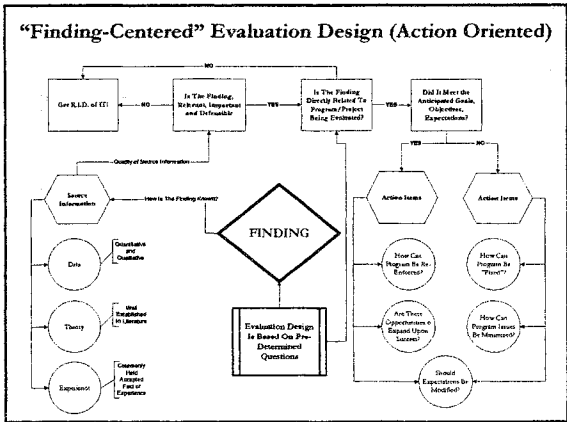 “Finding-Centered” Evaluation Design (Action Oriented)
NO
Get R.I.D. of IT!
NO
Is The Finding,
Relevant, Important
and Defensible
YES
Is The Finding
Directly Related To
Program/Project
Being Evaluated?
YES
Did It Meet the
Anticipated Goals,
Objectives,
Expectations?
Quality of Source Information
YES
NO
Source
Information
How Is The Finding Known?
FINDING
Action Items
Action Items
Data
Quantitative
and
Qualitative
How Can
Program Be Re-
Enforced?
How Can
Program Be
"Fixed"?
Theory
Well
Established
In Literature
Evaluation Design
Is Based On Pre-
Determined
Questions
Are There
Opportunities to
Expand Upon
Success?
How Can
Program Issues
Be Minimized?
Experience
Commonly
Held
Accepted
Fact of
Experience
Should
Expectations Be
Modified?